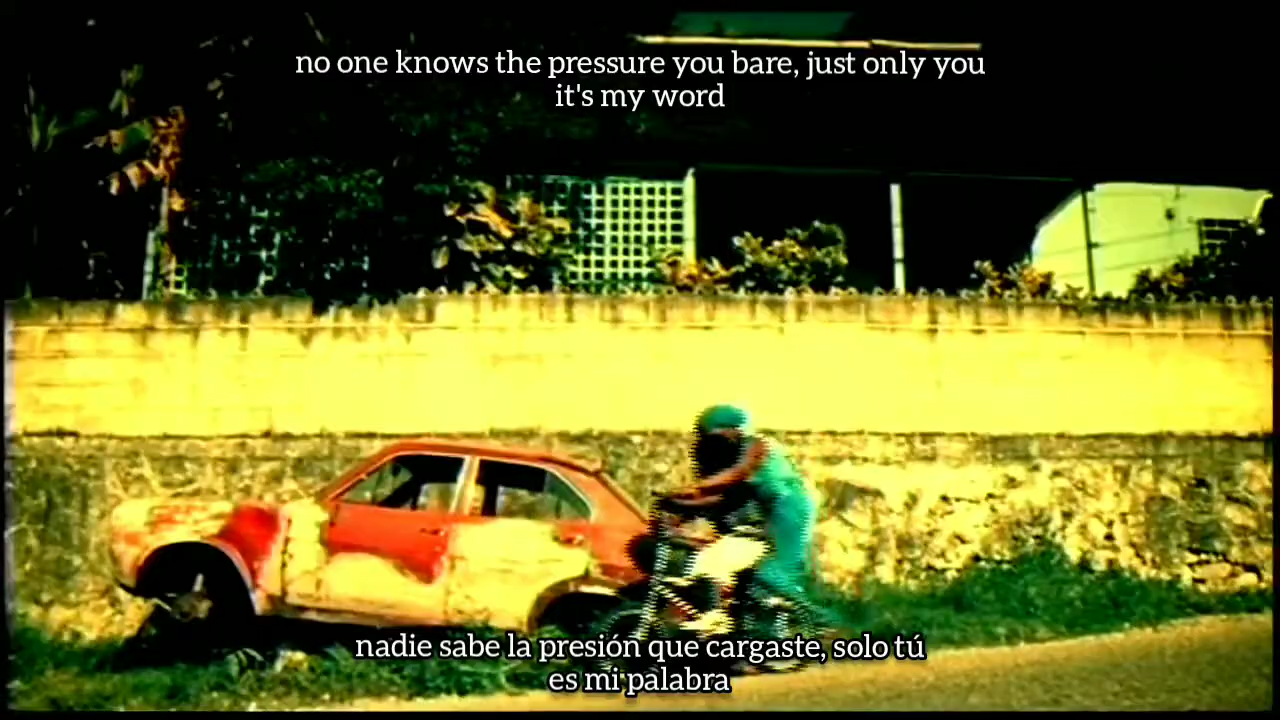 no one knows the pressure you bare, just only you
it's my word
nadie sabe la presión que cargaste, solo tú
es mi palabra